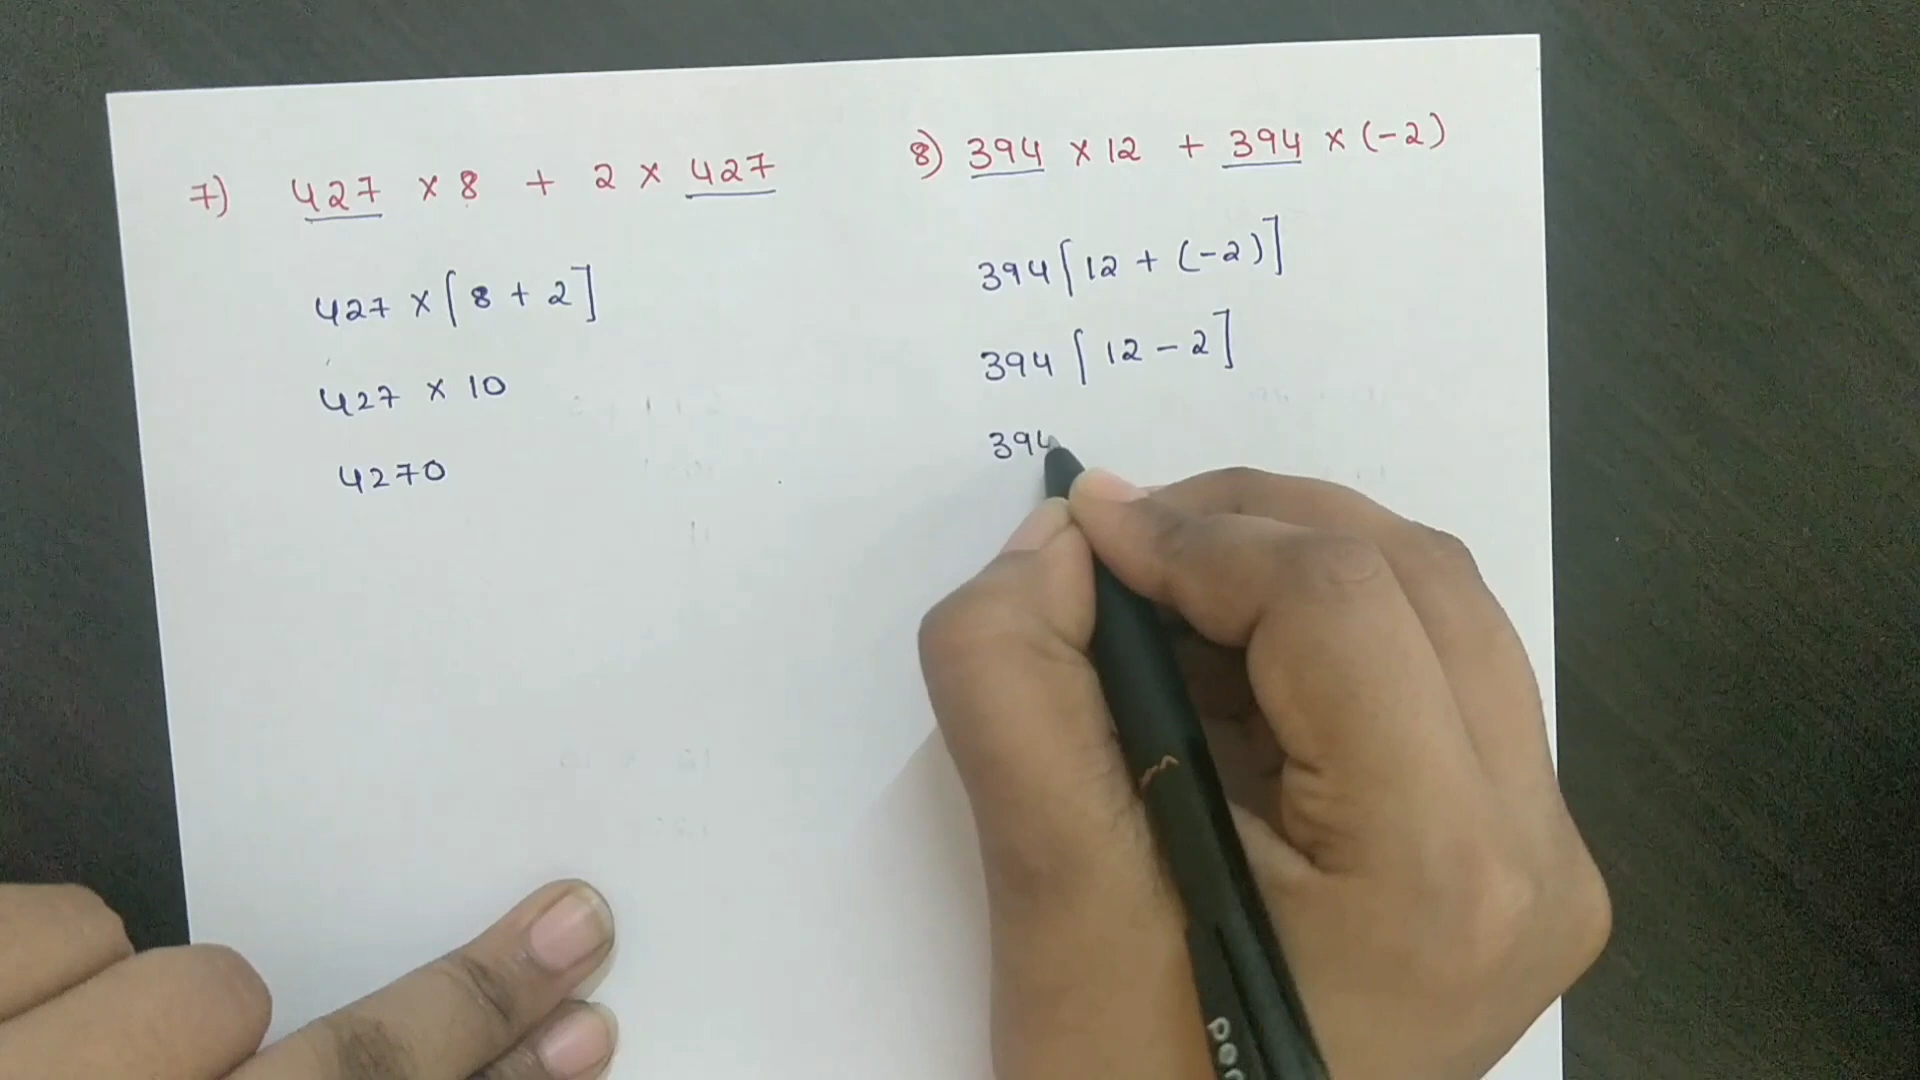 7) 427 × 8 + 2 × 427
427 × [8 + 2]
427 × 10
4270
8) 394 × 12 + 394 × (-2)
394[12 + (-2)]
394 [12 - 2]
394